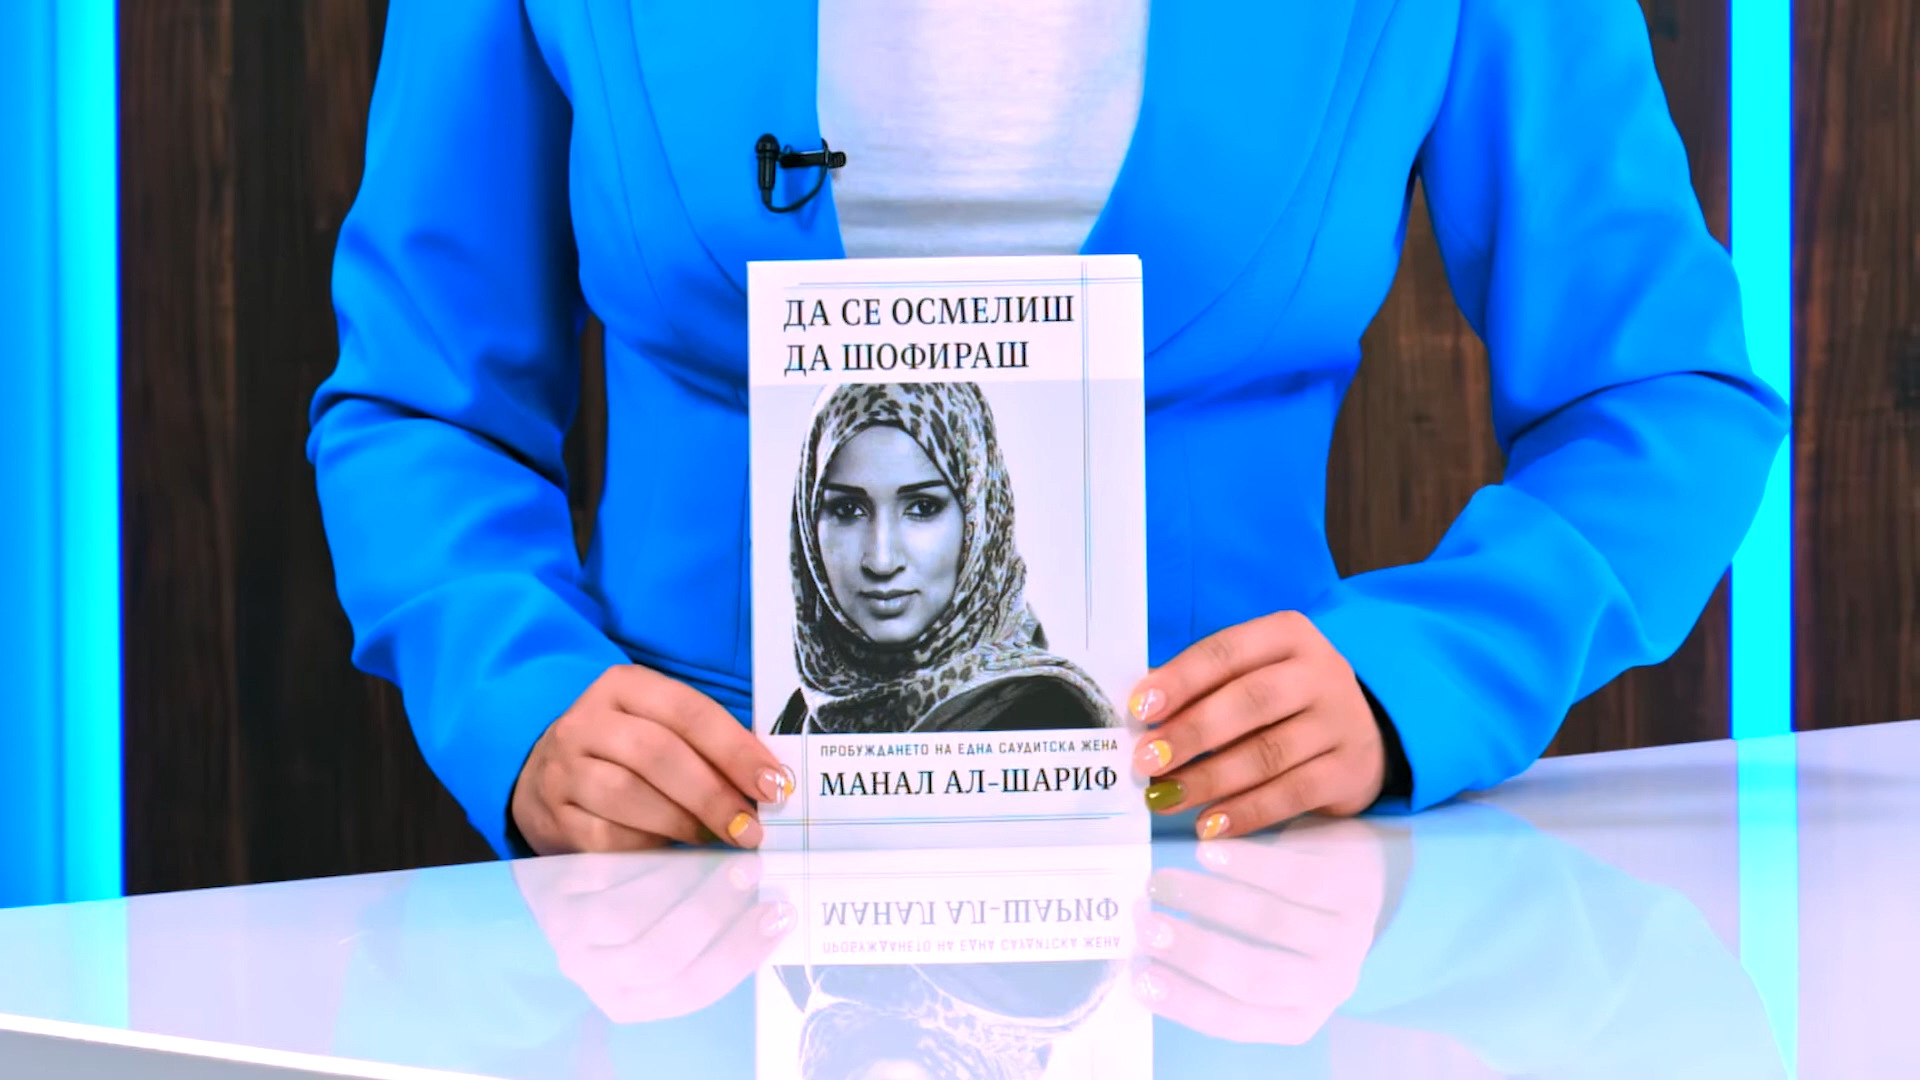 ДА СЕ ОСМЕЛИШ
ДА ШОФИРАШ
ПРОБУЖДАНЕТО НА ЕДНА САУДИТСКА ЖЕНА
МАНАЛ АЛ-ШАРИФ